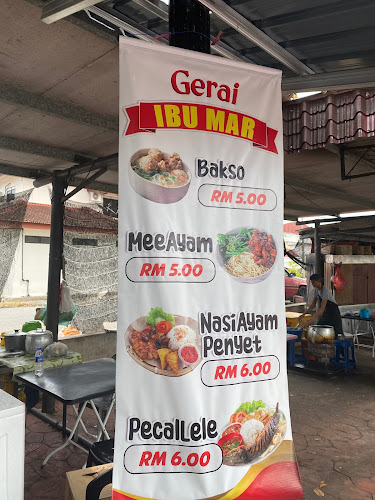 Gerai
IBU MAR
Bakso
RM 5.00
MeeAyam
RM 5.00
NasiAyam
Penyet
RM 6.00
PecalLele
RM 6.00